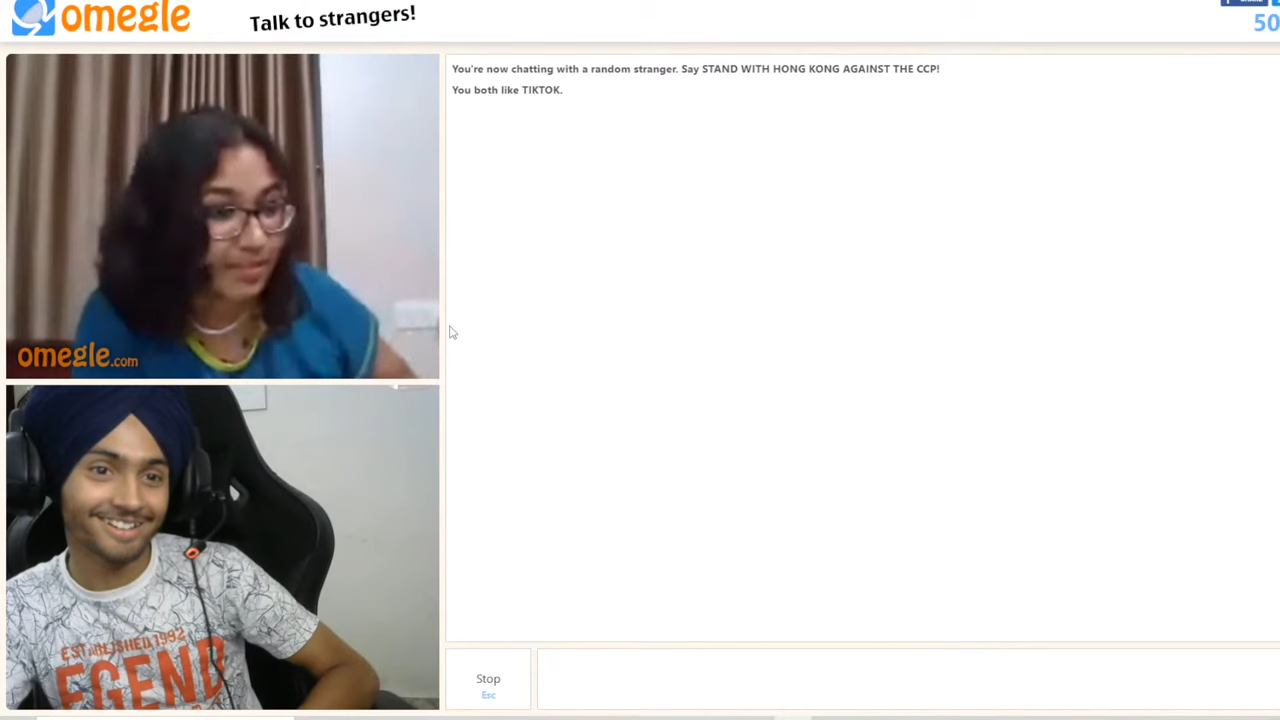 omegle
Talk to strangers!
50
You're now chatting with a random stranger. Say STAND WITH HONG KONG AGAINST THE CCP!
You both like TIKTOK.
omegle.com
ESTABLISHED 1992
EGEND
Stop
Esc